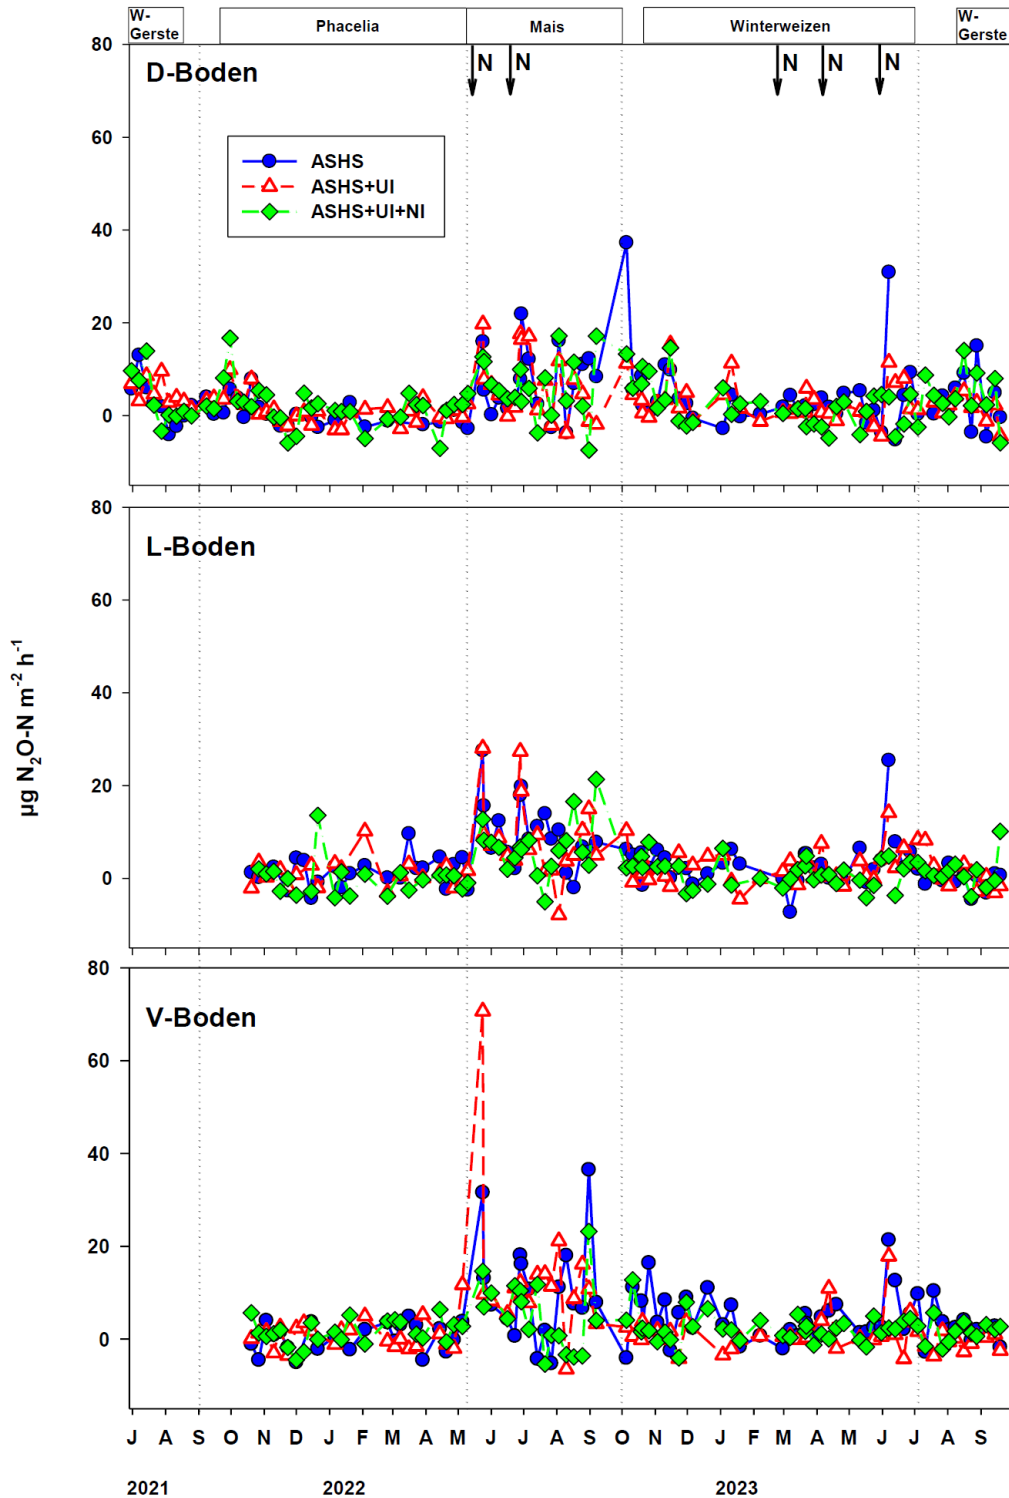 W-
Gerste
Phacelia
Mais
Winterweizen
W-
Gerste
80
60
40
20
0
D-Boden
N
N
N
N
N
ASHS
ASHS+UI
ASHS+UI+NI
80
60
40
20
0
L-Boden
µg N₂O-N m⁻² h⁻¹
80
60
40
20
0
V-Boden
J A S O N D J F M A M J J A S O N D J F M A M J J A S
2021 2022 2023